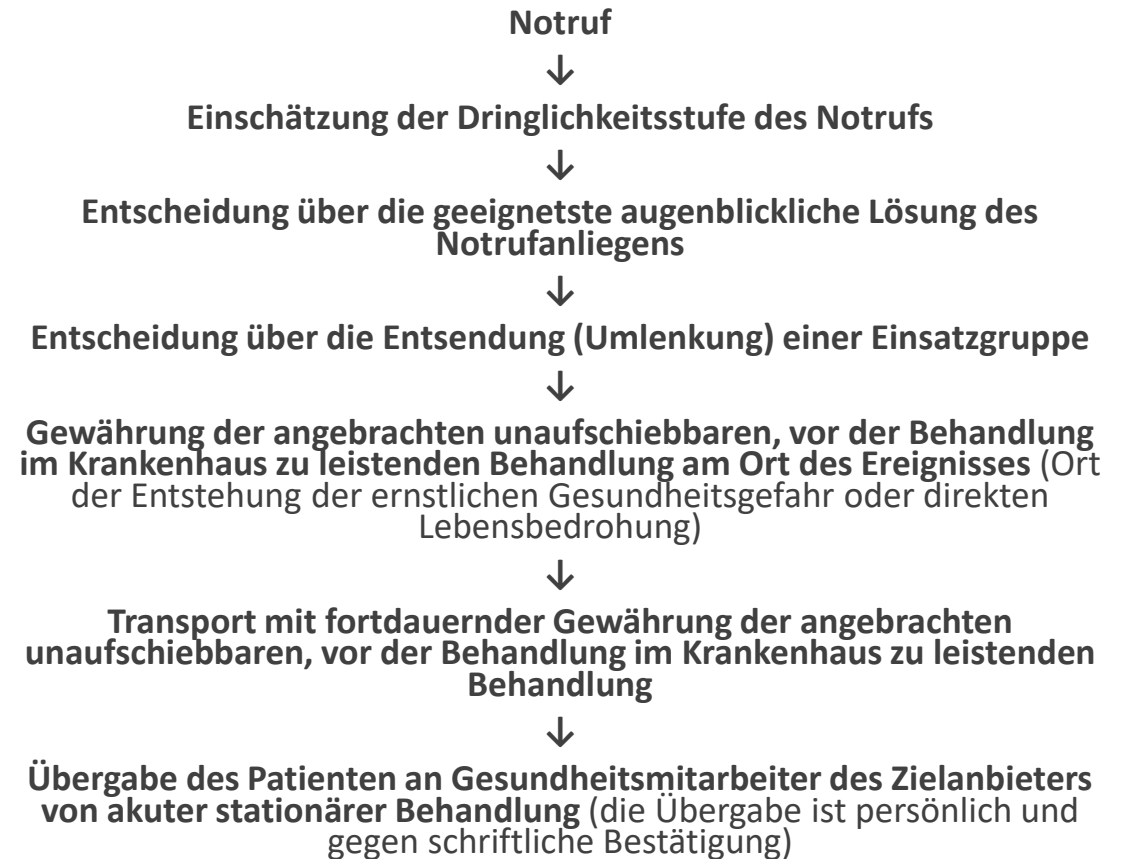 Notruf
↓
Einschätzung der Dringlichkeitsstufe des Notrufs
↓
Entscheidung über die geeignetste augenblickliche Lösung des
Notrufanliegens
↓
Entscheidung über die Entsendung (Umlenkung) einer Einsatzgruppe
↓
Gewährung der angebrachten unaufschiebbaren, vor der Behandlung
im Krankenhaus zu leistenden Behandlung am Ort des Ereignisses (Ort
der Entstehung der ernstlichen Gesundheitsgefahr oder direkten
Lebensbedrohung)
↓
Transport mit fortdauernder Gewährung der angebrachten
unaufschiebbaren, vor der Behandlung im Krankenhaus zu leistenden
Behandlung
↓
Übergabe des Patienten an Gesundheitsmitarbeiter des Zielanbieters
von akuter stationärer Behandlung (die Übergabe ist persönlich und
gegen schriftliche Bestätigung)